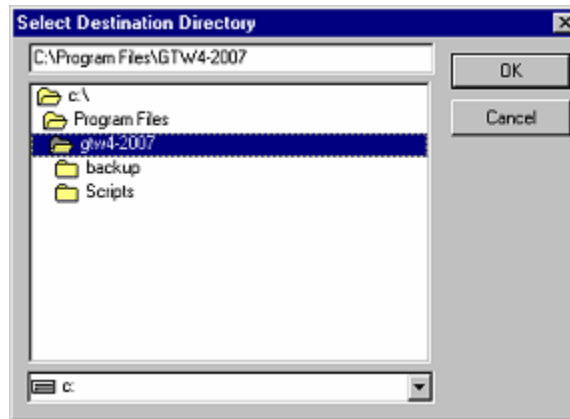 Select Destination Directory
C:\Program Files\GTW4-2007
OK
Cancel
c:\
Program Files
gtw4-2007
backup
Scripts
c: